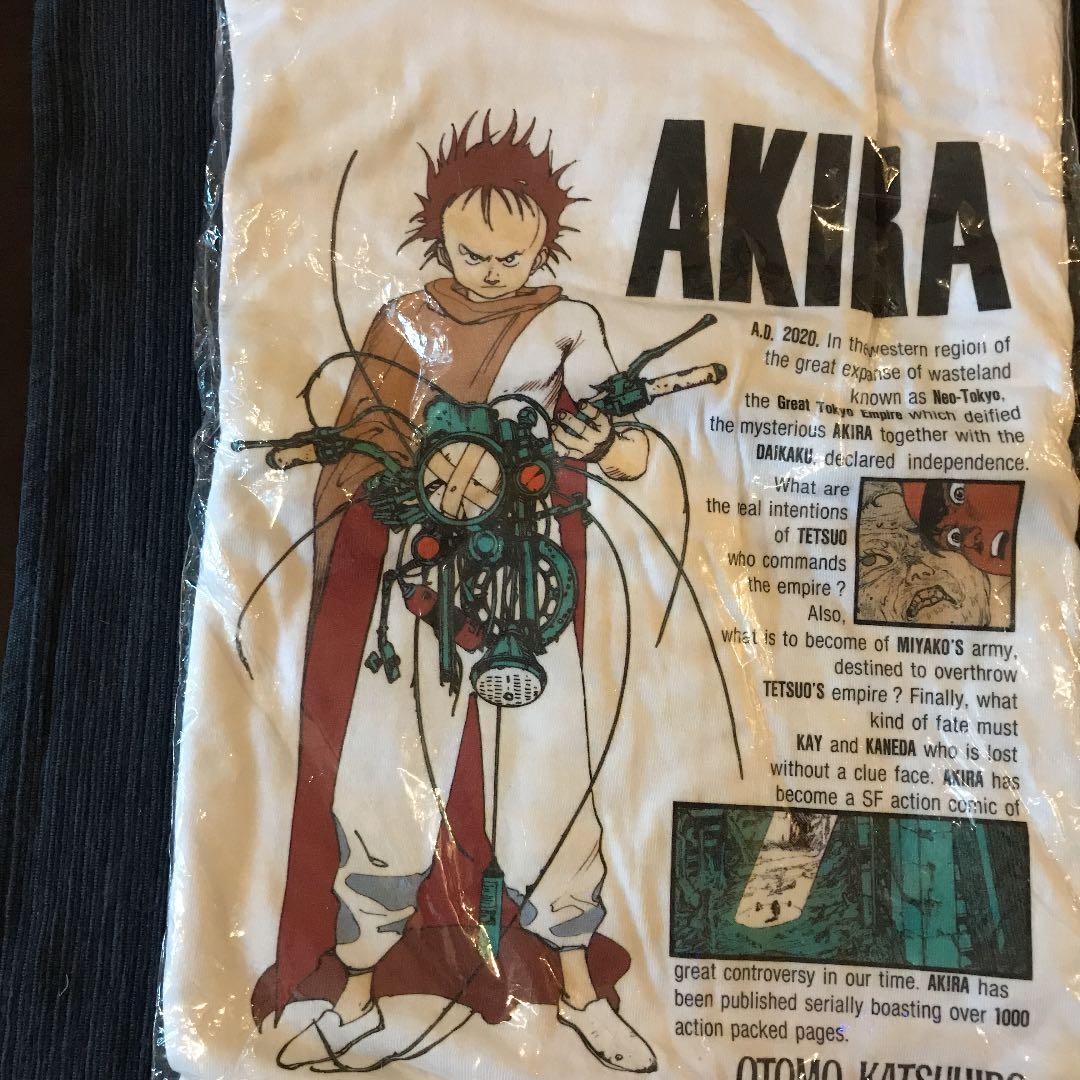 AKIRA
A.D. 2020. In the western region of
the great expanse of wasteland
known as Neo-Tokyo,
the Great Tokyo Empire which deified
the mysterious AKIRA together with the
DAIKAKU, declared independence.
What are
the real intentions
of TETSUO
who commands
the empire ?
Also,
what is to become of MIYAKO'S army,
destined to overthrow
TETSUO'S empire ? Finally, what
kind of fate must
KAY and KANEDA who is lost
without a clue face. AKIRA has
become a SF action comic of
great controversy in our time. AKIRA has
been published serially boasting over 1000
action packed pages.
OTOMO KATSUHIRO